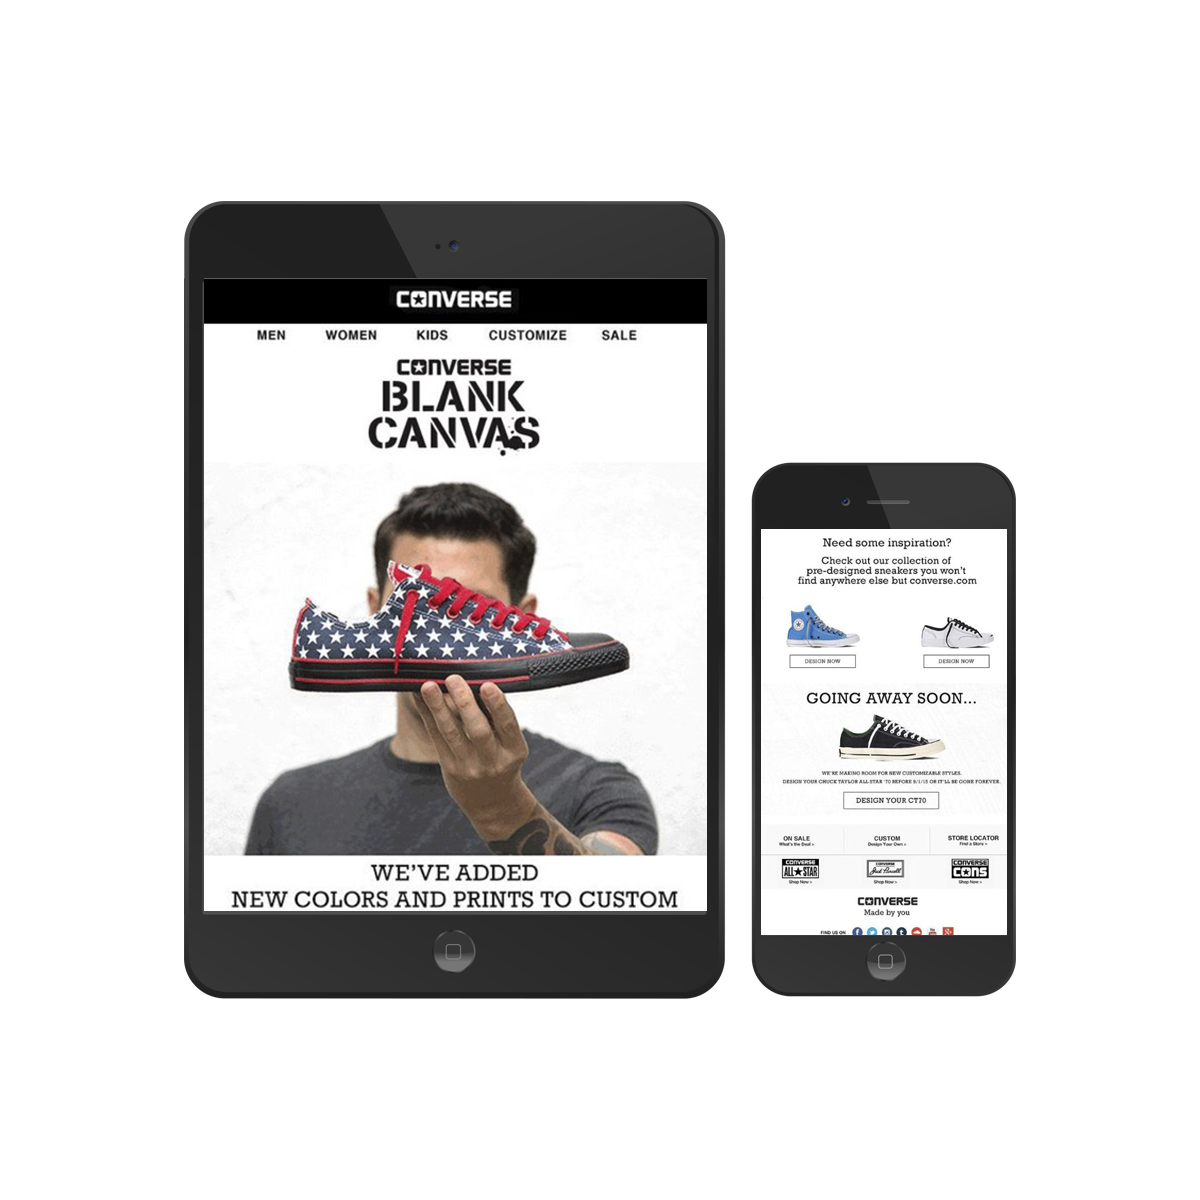 CONVERSE
MEN WOMEN KIDS CUSTOMIZE SALE
CONVERSE
BLANK
CANVAS
WE'VE ADDED
NEW COLORS AND PRINTS TO CUSTOM
Need some inspiration?
Check out our collection of
pre-designed sneakers you won't
find anywhere else but converse.com
DESIGN NOW DESIGN NOW
GOING AWAY SOON...
WE'RE MAKING ROOM FOR NEW CUSTOMIZABLE STYLES.
DESIGN YOUR CHUCK TAYLOR ALL STAR '70 BEFORE 9/1/15 OR IT'LL BE GONE FOREVER.
DESIGN YOUR CT70
ON SALE CUSTOM STORE LOCATOR
What's the Deal > Design Your Own > Find a Store >
CONVERSE CONVERSE CONVERSE
ALL STAR Jack Purcell CONS
Shop Now > Shop Now > Shop Now >
CONVERSE
Made by you
FIND US ON